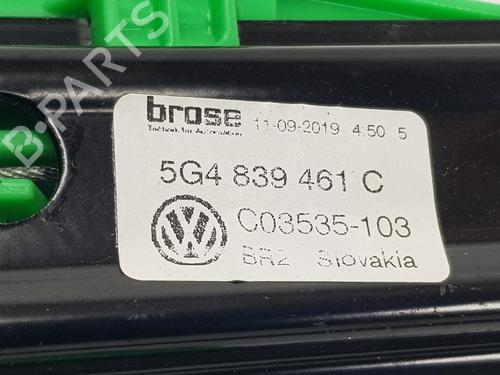 brose 11-09-2019 4:50 5
Technik für Automobile
5G4 839 461 C
C03535-103
BR2 Slovakia
B-PARTS